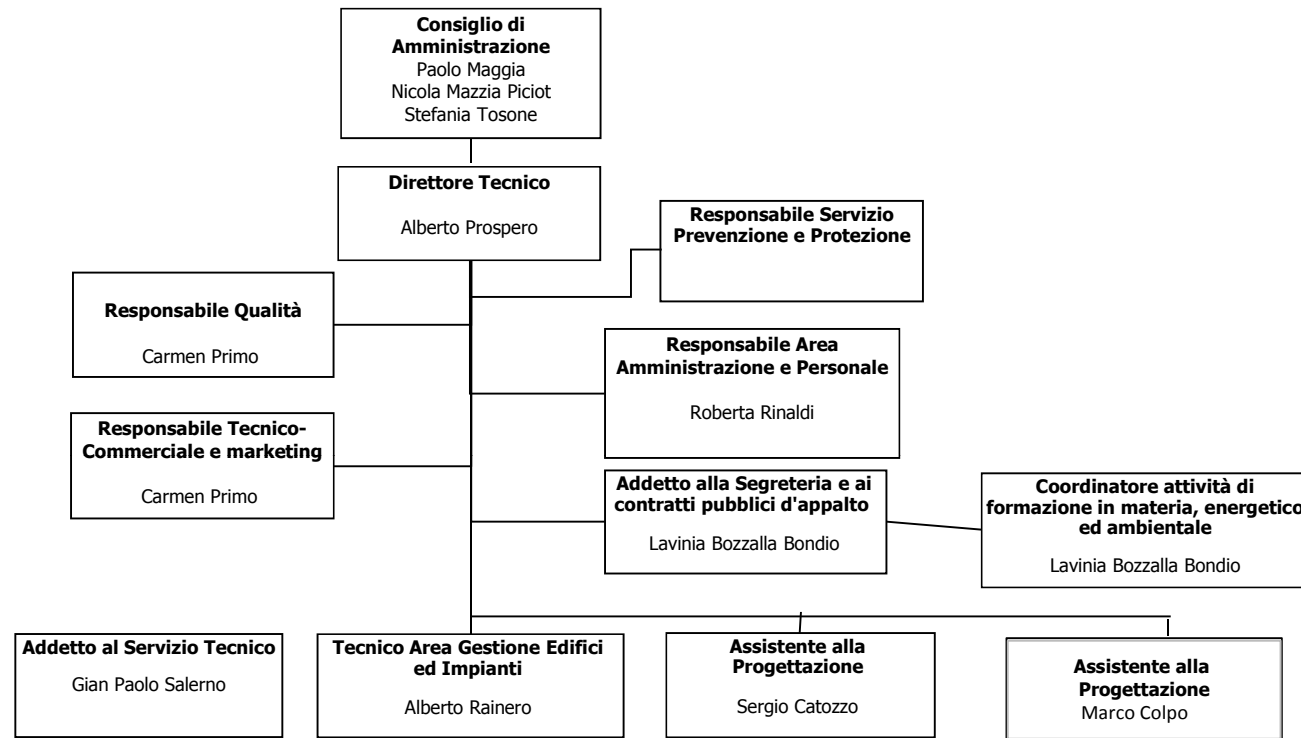 Consiglio di
Amministrazione
Paolo Maggia
Nicola Mazzia Piciot
Stefania Tosone
Direttore Tecnico
Alberto Prospero
Responsabile Servizio
Prevenzione e Protezione
Responsabile Qualità
Carmen Primo
Responsabile Area
Amministrazione e Personale
Roberta Rinaldi
Responsabile Tecnico-
Commerciale e marketing
Carmen Primo
Addetto alla Segreteria e ai
contratti pubblici d'appalto
Lavinia Bozzalla Bondio
Coordinatore attività di
formazione in materia, energetico
ed ambientale
Lavinia Bozzalla Bondio
Addetto al Servizio Tecnico
Gian Paolo Salerno
Tecnico Area Gestione Edifici
ed Impianti
Alberto Rainero
Assistente alla
Progettazione
Sergio Catozzo
Assistente alla
Progettazione
Marco Colpo